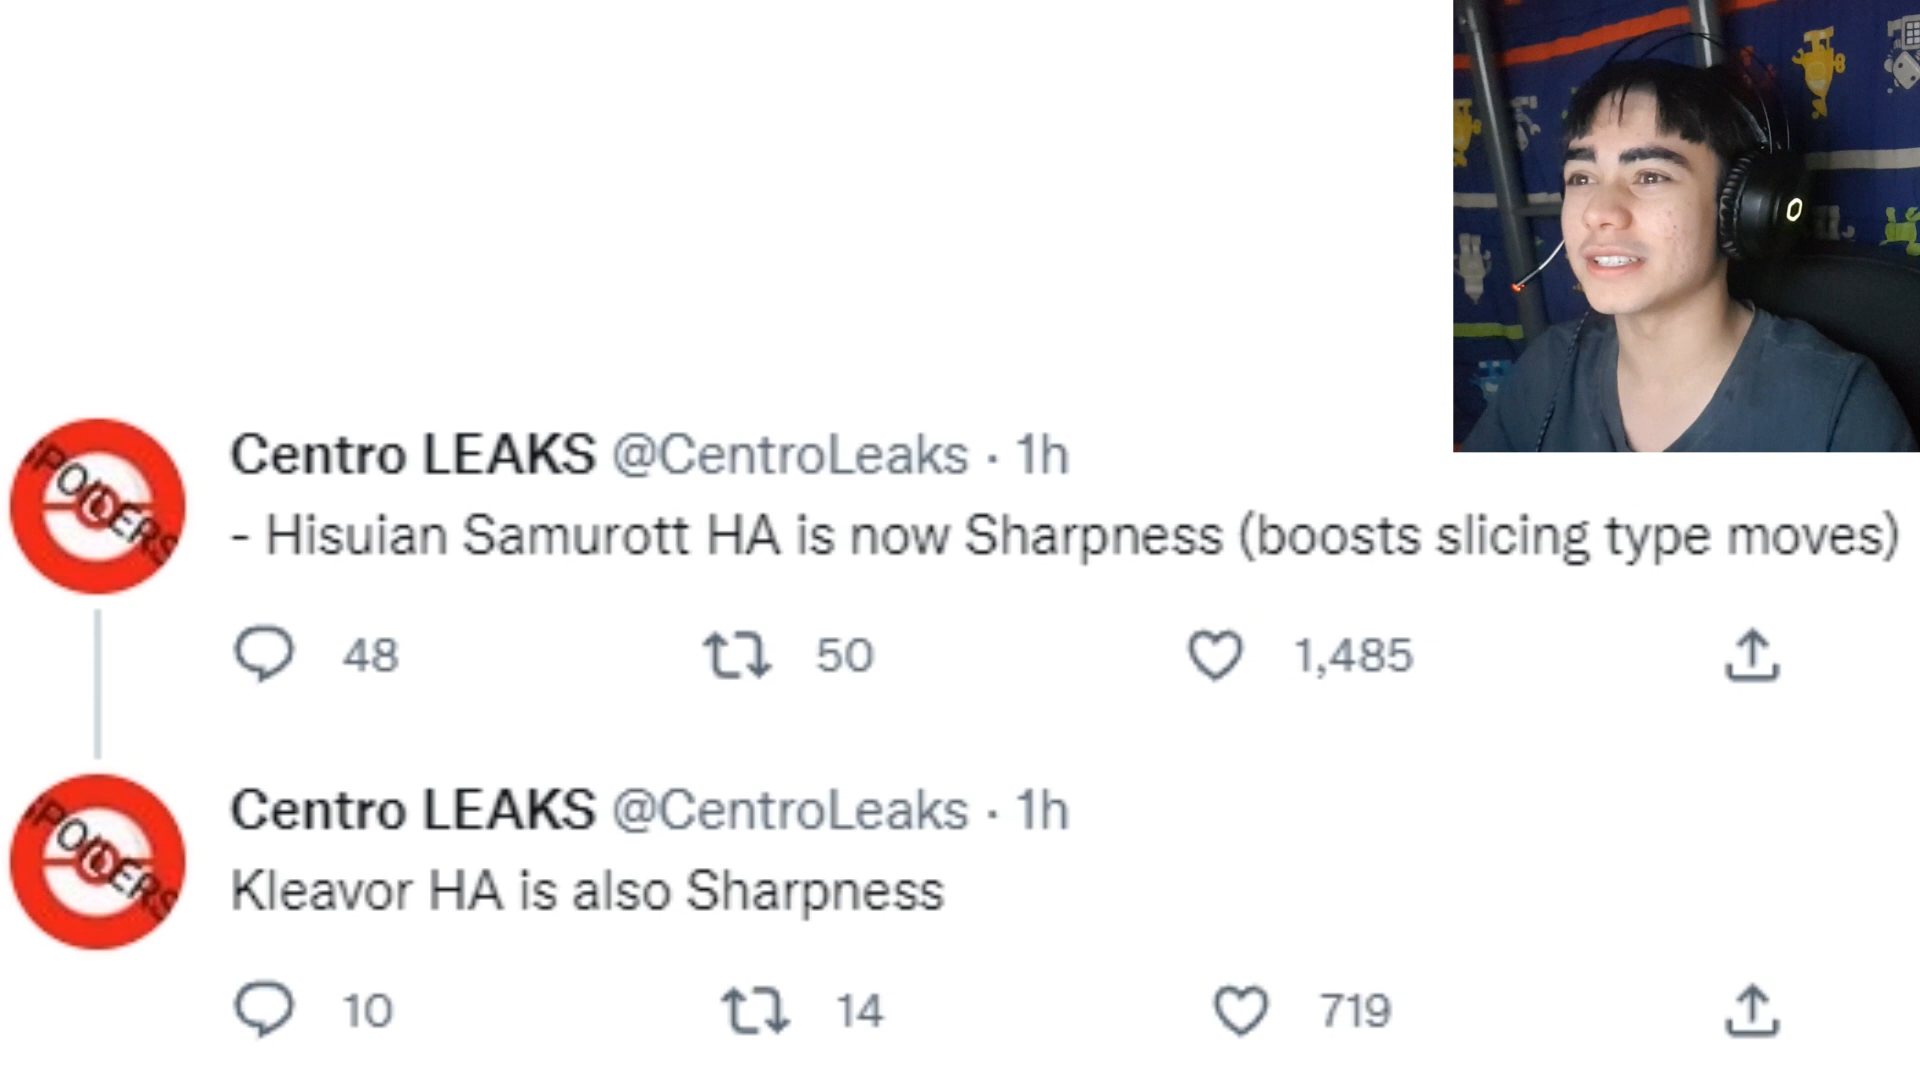 Centro LEAKS @CentroLeaks · 1h
- Hisuian Samurott HA is now Sharpness (boosts slicing type moves)
48 50 1,485
Centro LEAKS @CentroLeaks · 1h
Kleavor HA is also Sharpness
10 14 719